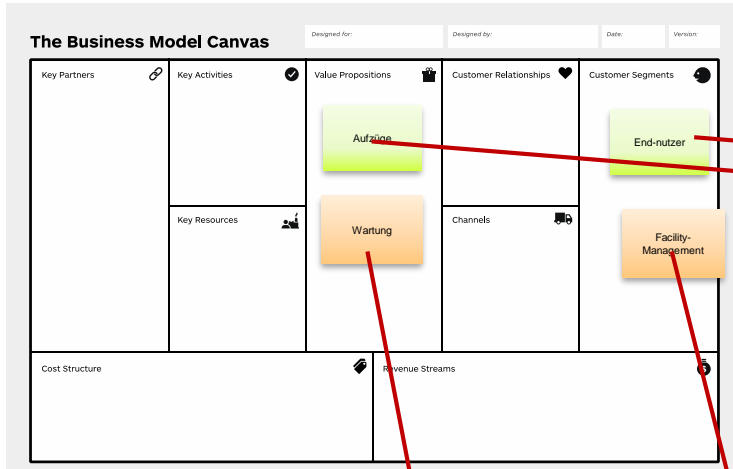 The Business Model Canvas
Designed for:
Designed by:
Date:
Version:
Key Partners
Key Activities
Value Propositions
Customer Relationships
Customer Segments
Aufzüge
End-nutzer
Wartung
Key Resources
Channels
Facility-
Management
Cost Structure
Revenue Streams